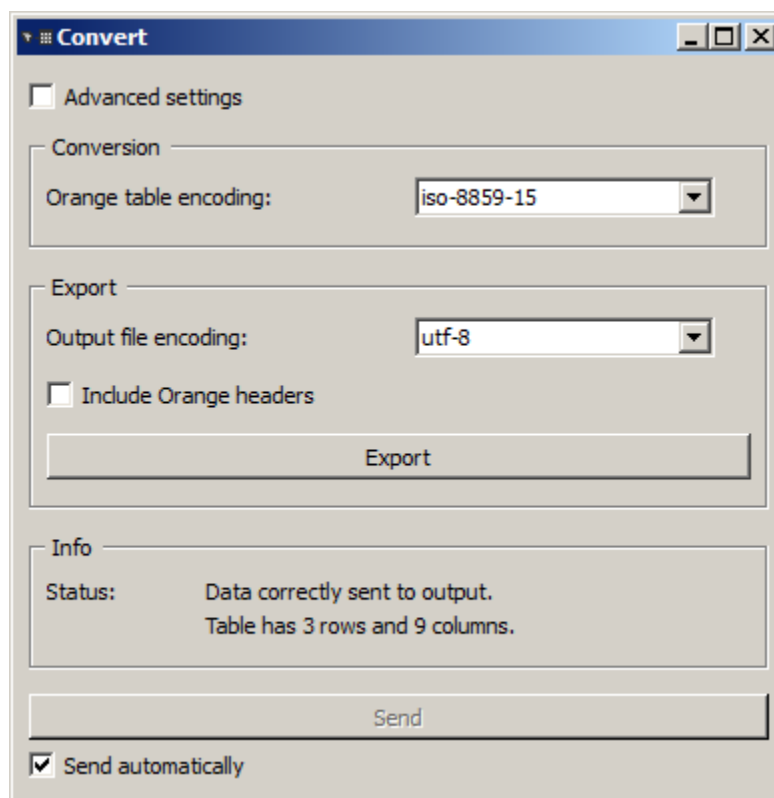 Convert
Advanced settings
Conversion
Orange table encoding: iso-8859-15
Export
Output file encoding: utf-8
Include Orange headers
Export
Info
Status: Data correctly sent to output.
Table has 3 rows and 9 columns.
Send
Send automatically